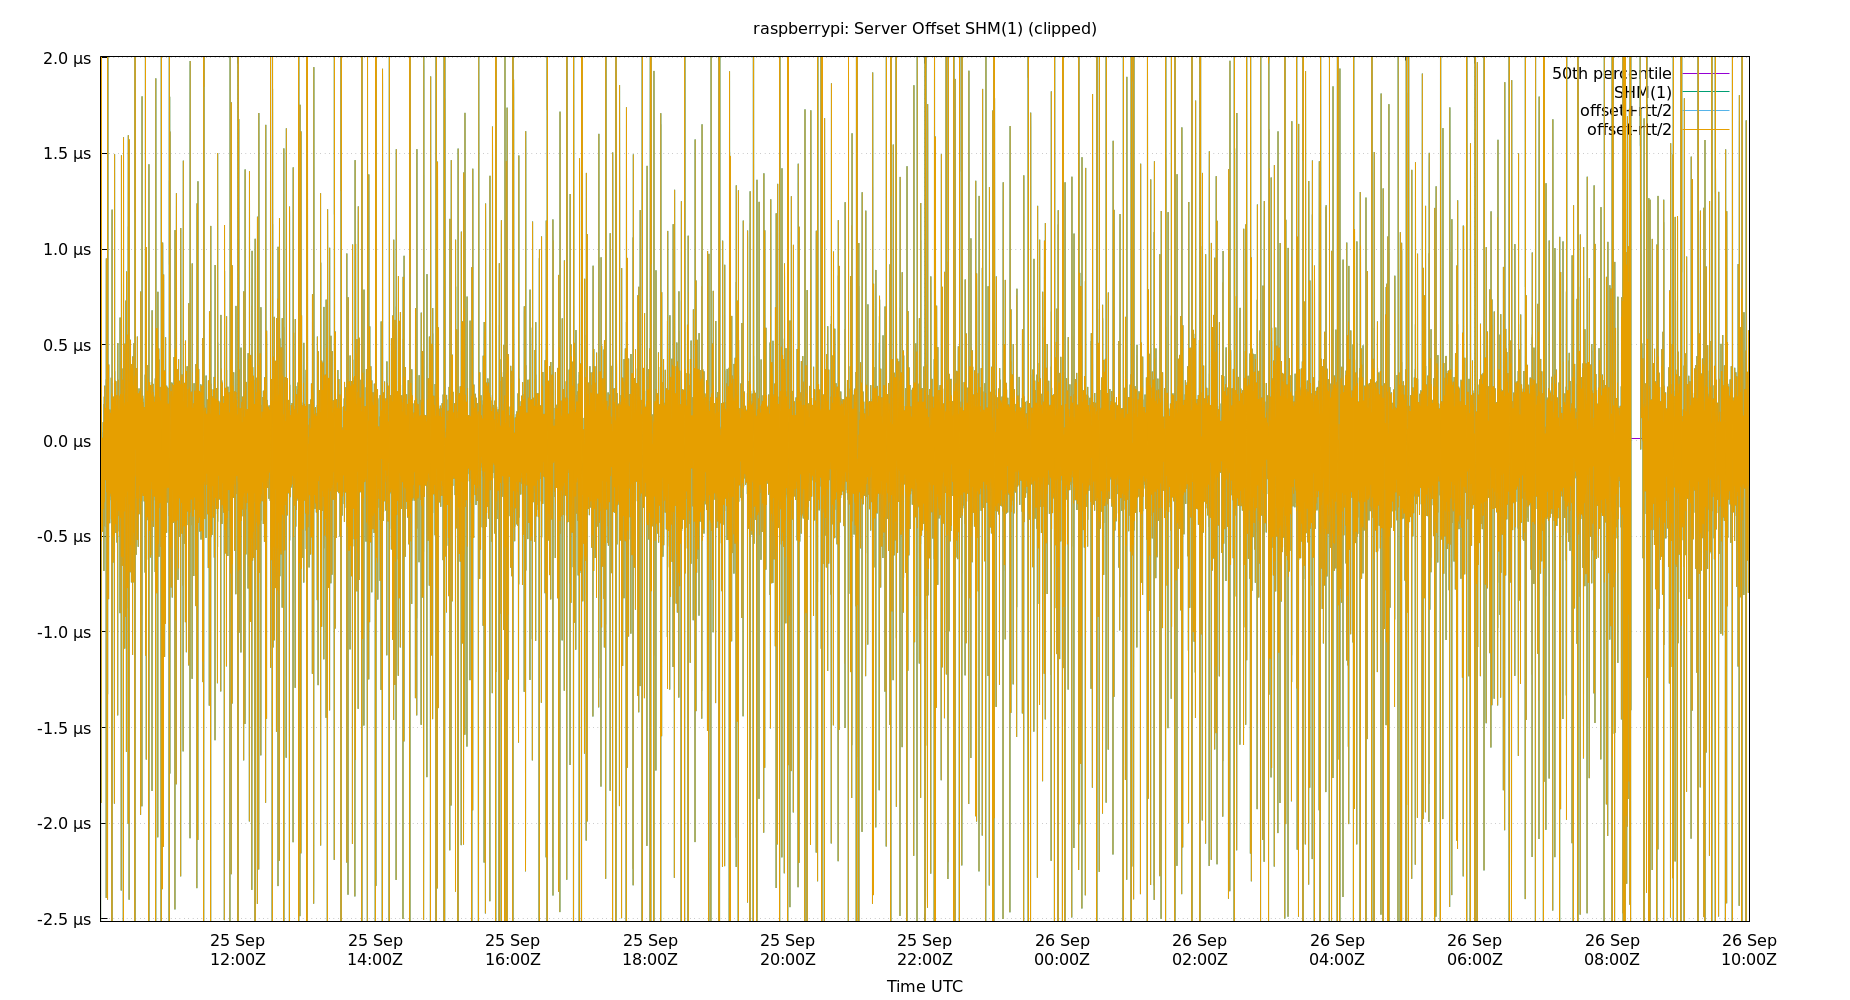 raspberrypi: Server Offset SHM(1) (clipped)
2.0 µs
1.5 µs
1.0 µs
0.5 µs
0.0 µs
-0.5 µs
-1.0 µs
-1.5 µs
-2.0 µs
-2.5 µs
50th percentile
SHM(1)
offset+rtt/2
offset-rtt/2
25 Sep 25 Sep 25 Sep 25 Sep 25 Sep 25 Sep 26 Sep 26 Sep 26 Sep 26 Sep 26 Sep 26 Sep
12:00Z 14:00Z 16:00Z 18:00Z 20:00Z 22:00Z 00:00Z 02:00Z 04:00Z 06:00Z 08:00Z 10:00Z
Time UTC